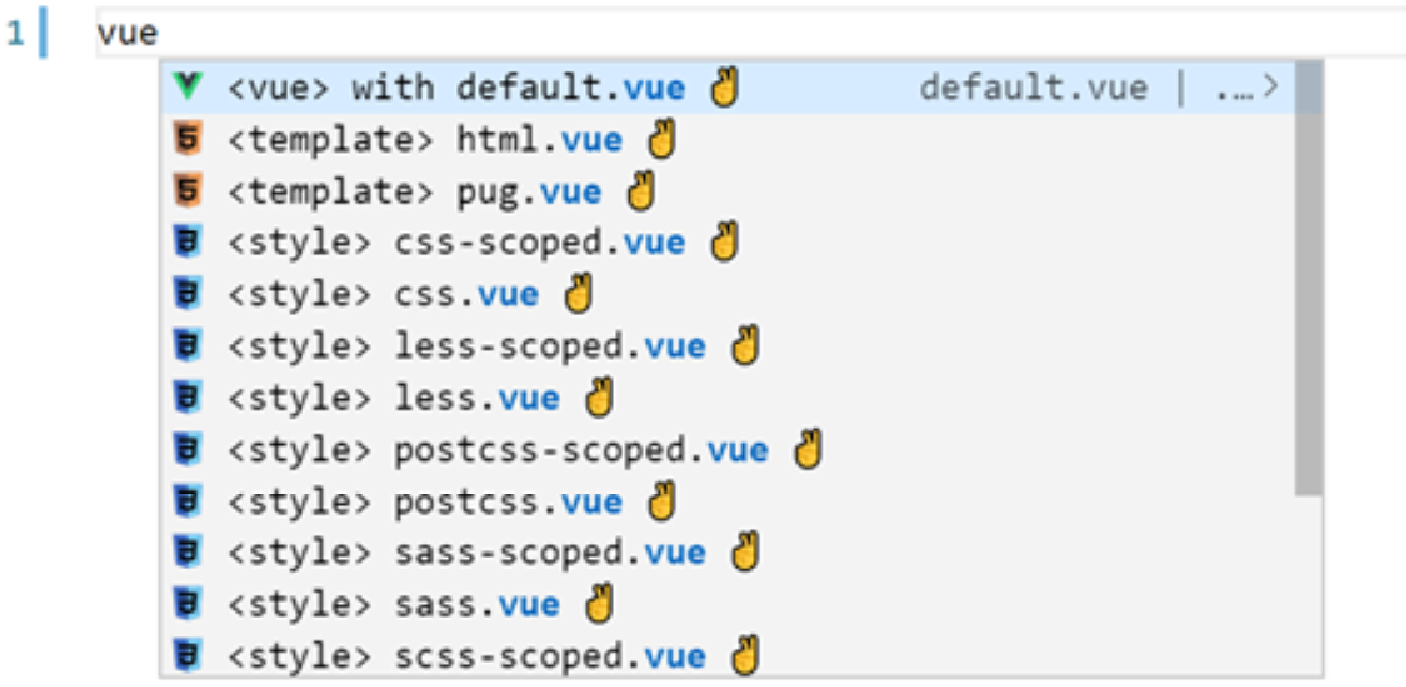 1 vue
<vue> with default.vue ✌ default.vue | .…>
<template> html.vue ✌
<template> pug.vue ✌
<style> css-scoped.vue ✌
<style> css.vue ✌
<style> less-scoped.vue ✌
<style> less.vue ✌
<style> postcss-scoped.vue ✌
<style> postcss.vue ✌
<style> sass-scoped.vue ✌
<style> sass.vue ✌
<style> scss-scoped.vue ✌